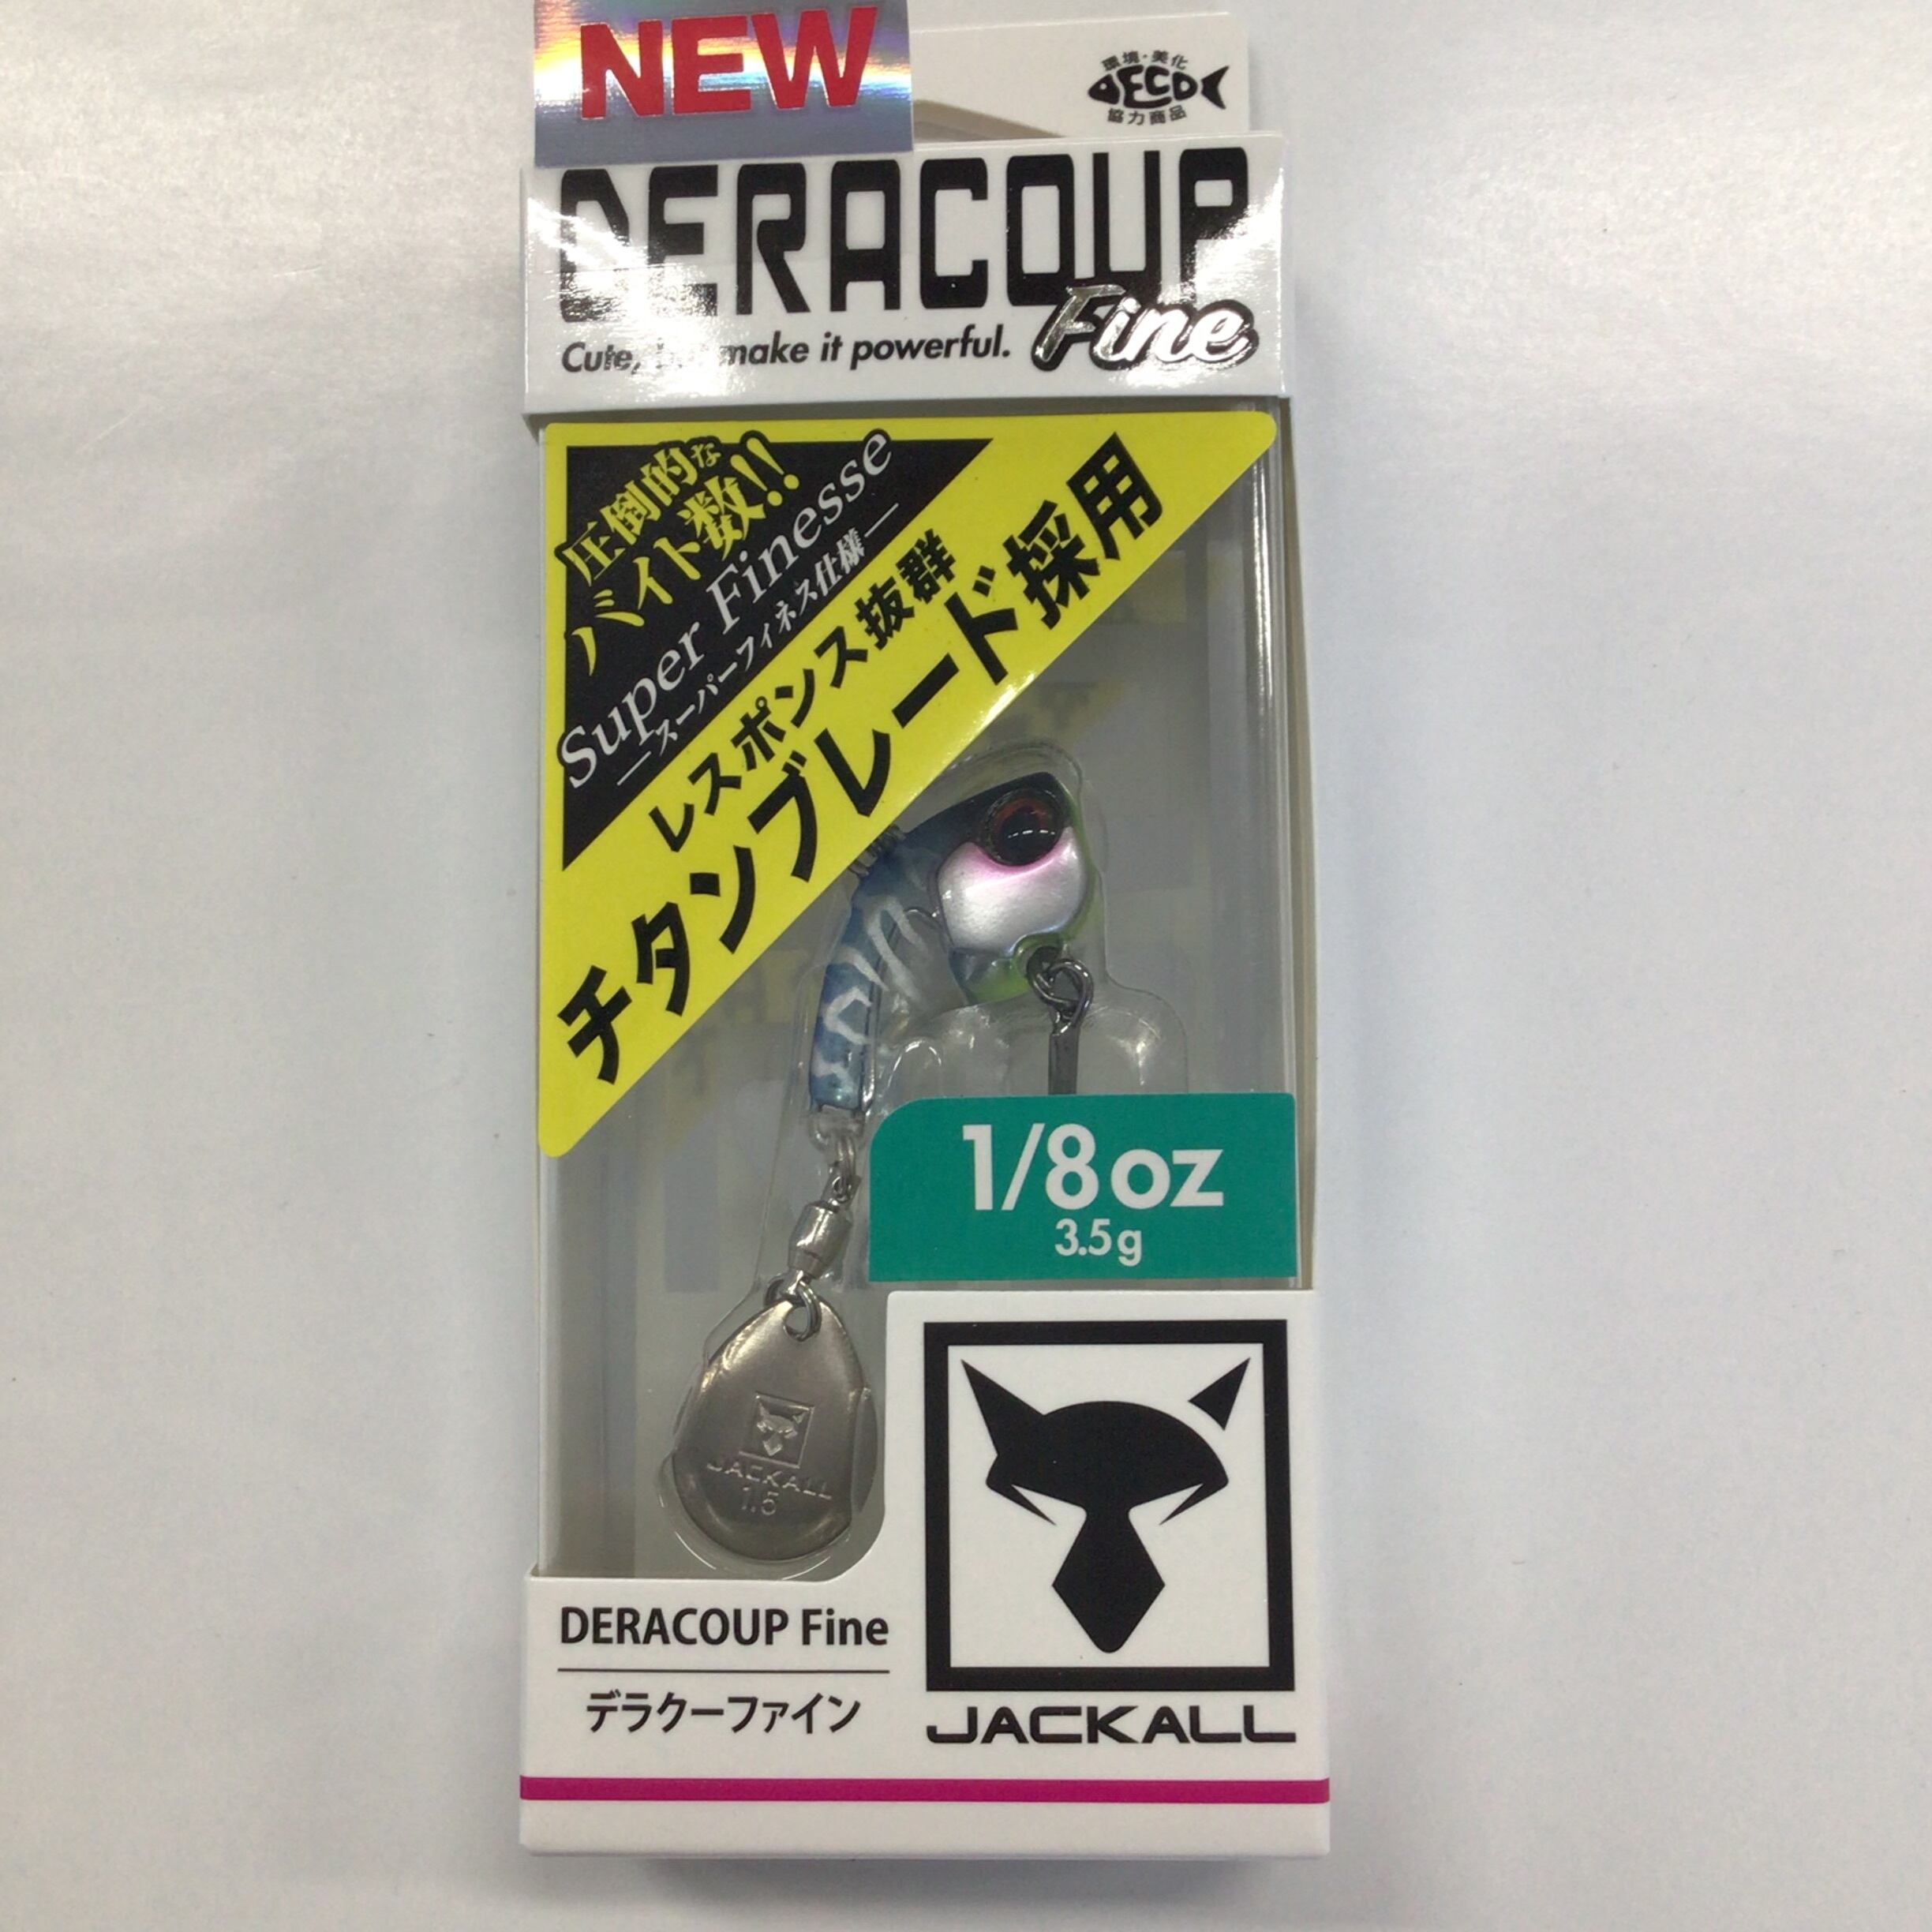 NEW
環境・美化
ECO
協力商品
DERACOUP
Fine
Cute, but make it powerful.
圧倒的な
バイト数!!
Super Finesse
―スーパーフィネス仕様―
レスポンス抜群
チタンブレード採用
1/8oz
3.5g
JACKALL
1.5
DERACOUP Fine
デラクーファイン
JACKALL